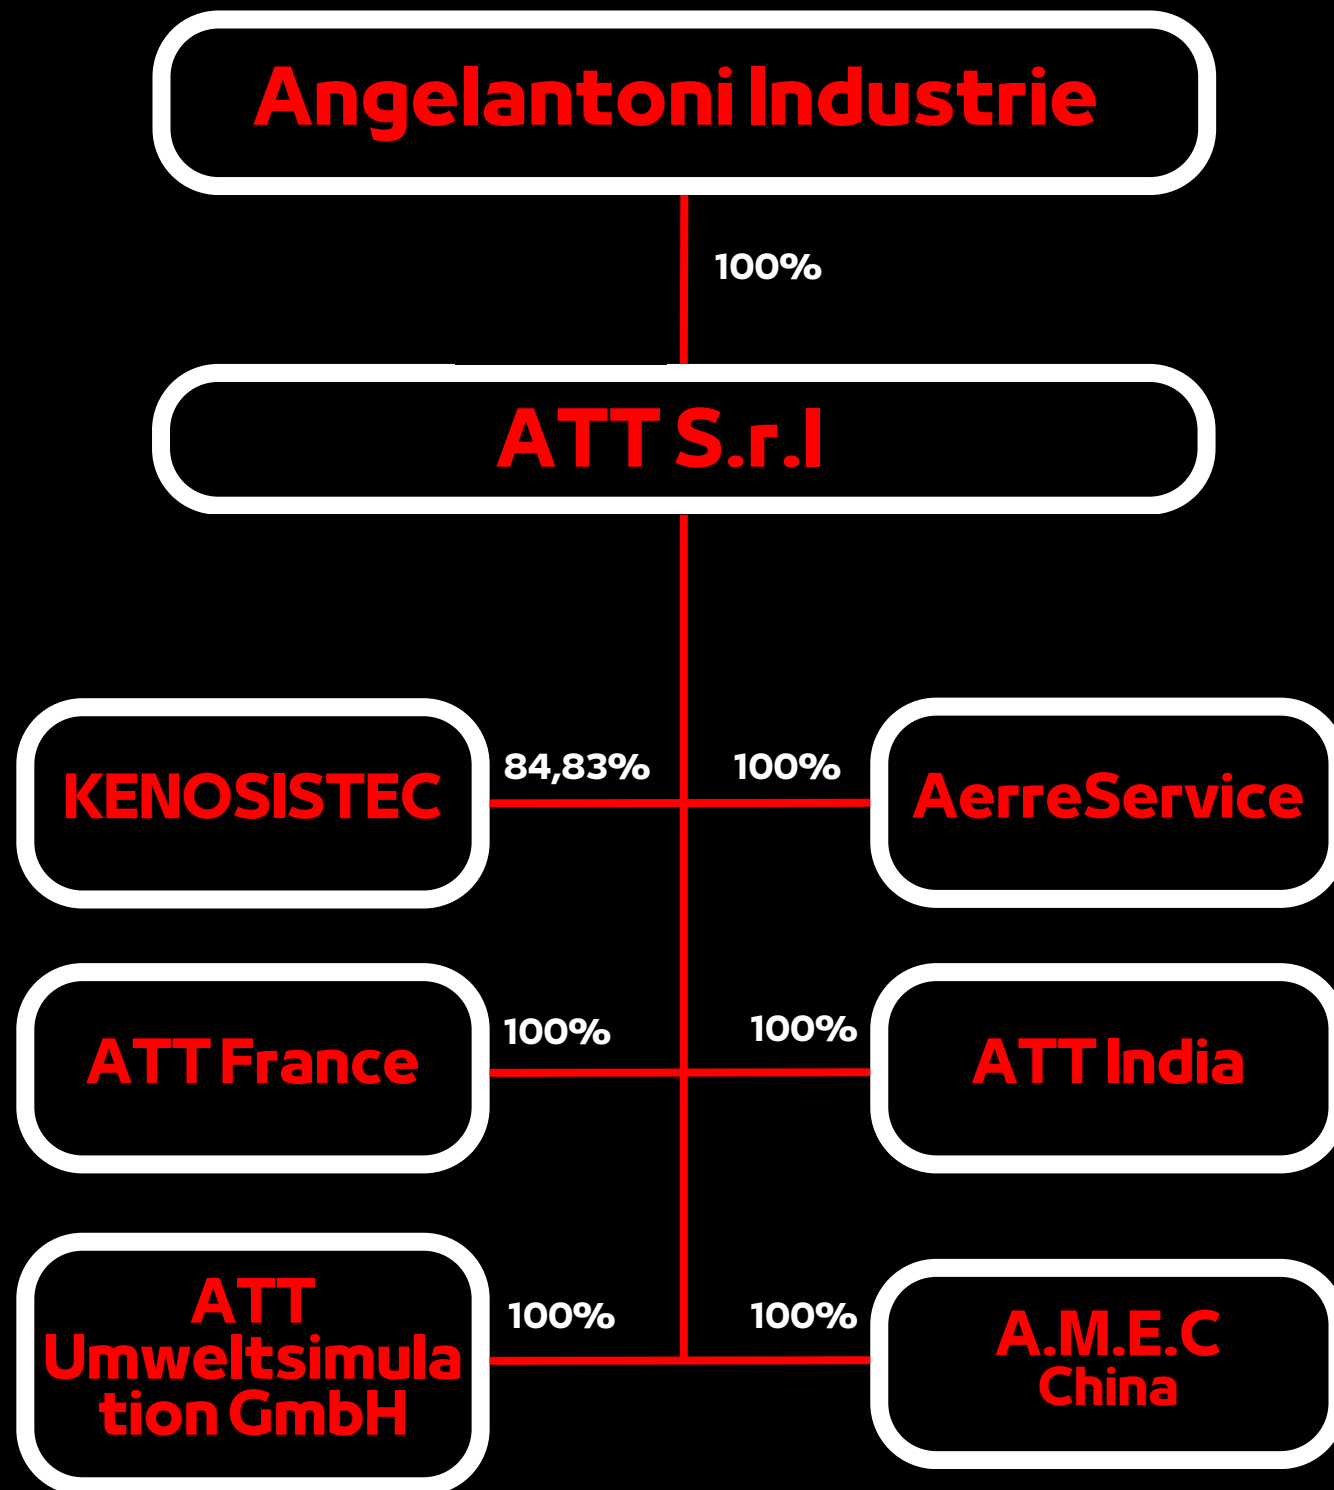 Angelantoni Industrie
100%
ATT S.r.l
84,83%
100%
KENOSISTEC
AerreService
100%
100%
ATT France
ATT India
100%
100%
ATT
Umweltsimula
tion GmbH
A.M.E.C
China